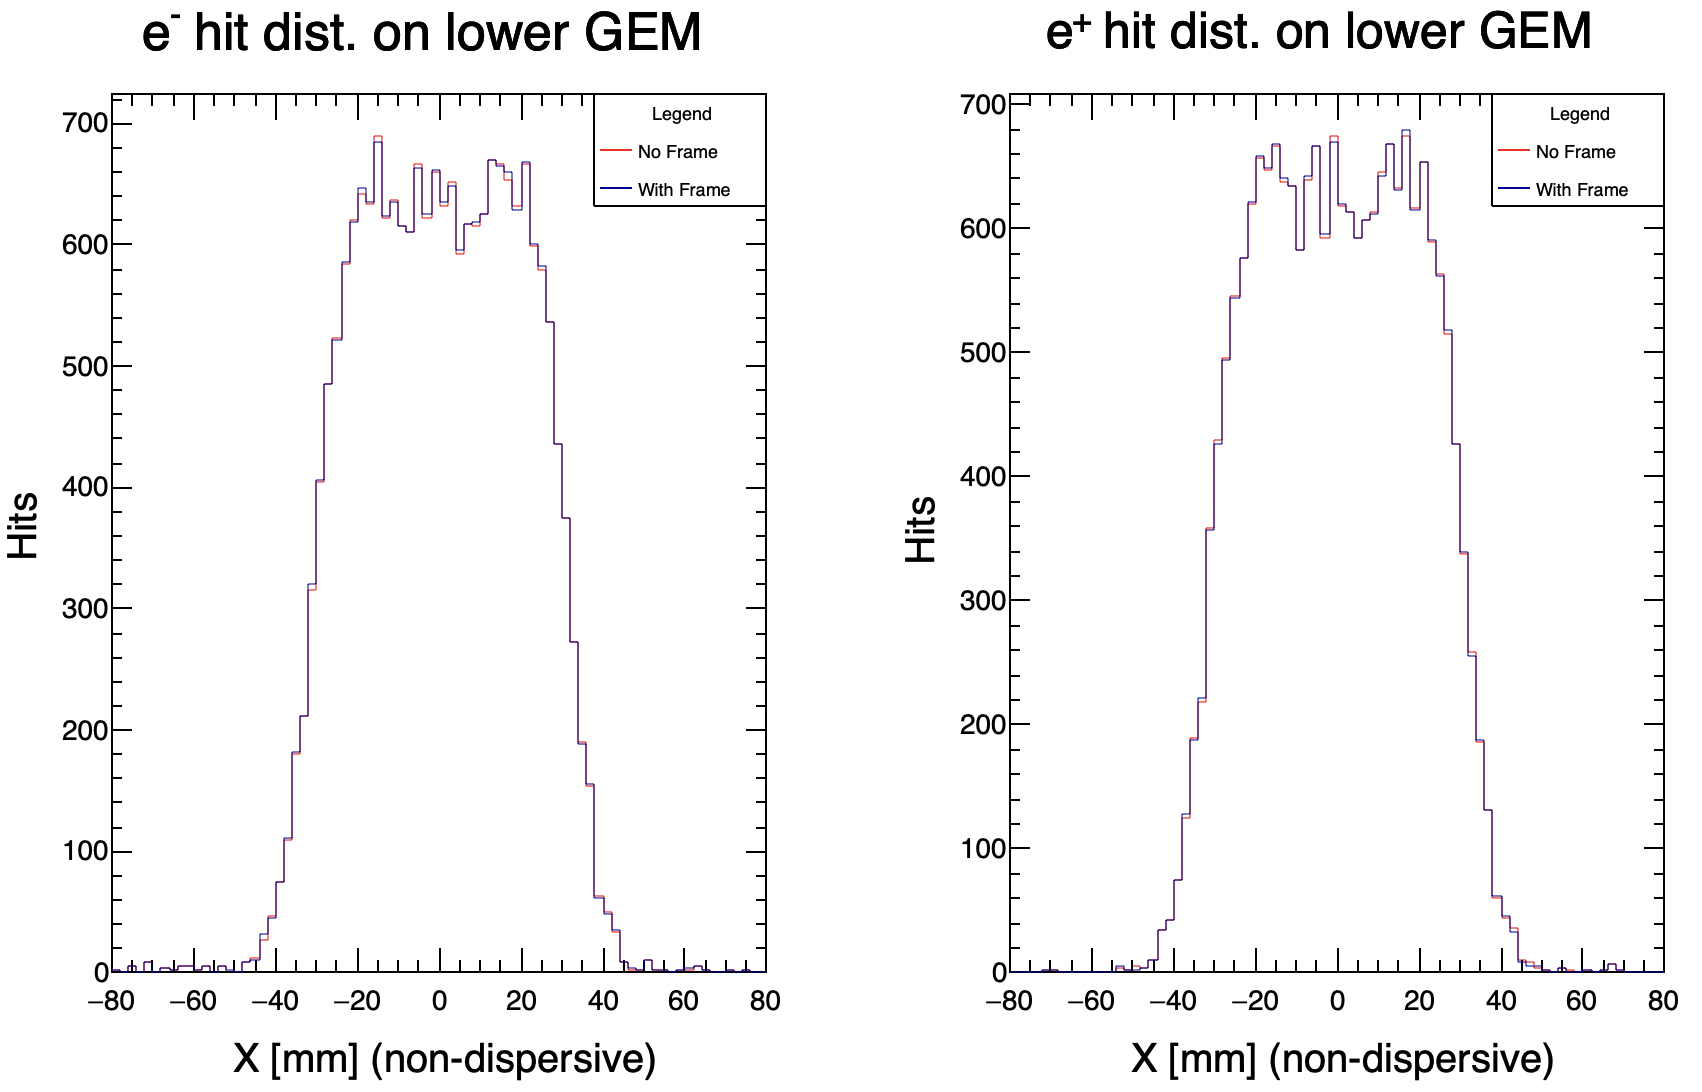 e⁻ hit dist. on lower GEM
700
600
500
400
300
200
100
0
Hits
Legend
No Frame
With Frame
−80 −60 −40 −20 0 20 40 60 80
X [mm] (non-dispersive)
e⁺ hit dist. on lower GEM
700
600
500
400
300
200
100
0
Hits
Legend
No Frame
With Frame
−80 −60 −40 −20 0 20 40 60 80
X [mm] (non-dispersive)